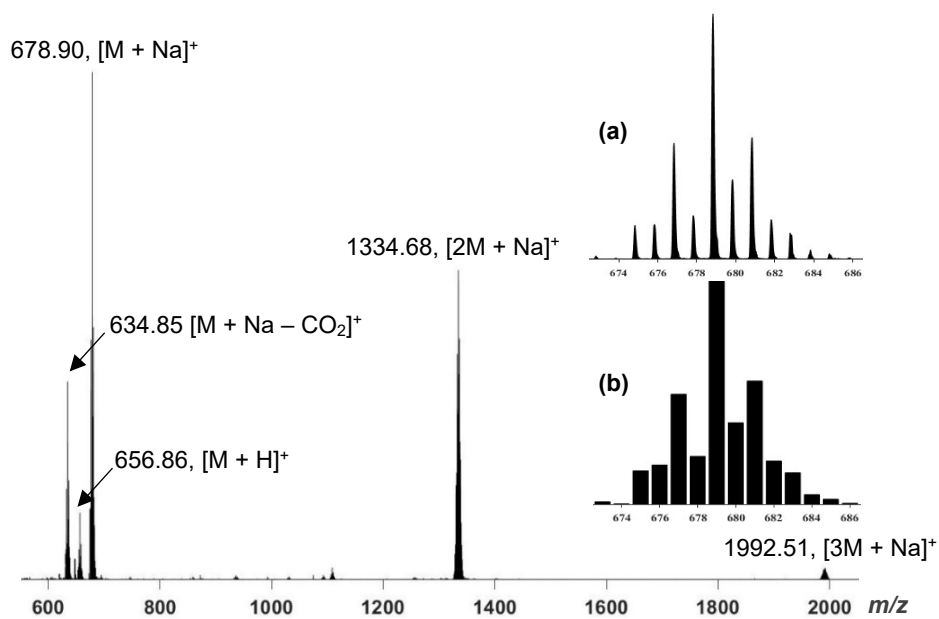 678.90, [M + Na]⁺
(a)
674 676 678 680 682 684 686
1334.68, [2M + Na]⁺
634.85 [M + Na – CO₂]⁺
(b)
656.86, [M + H]⁺
674 676 678 680 682 684 686
1992.51, [3M + Na]⁺
600 800 1000 1200 1400 1600 1800 2000 m/z